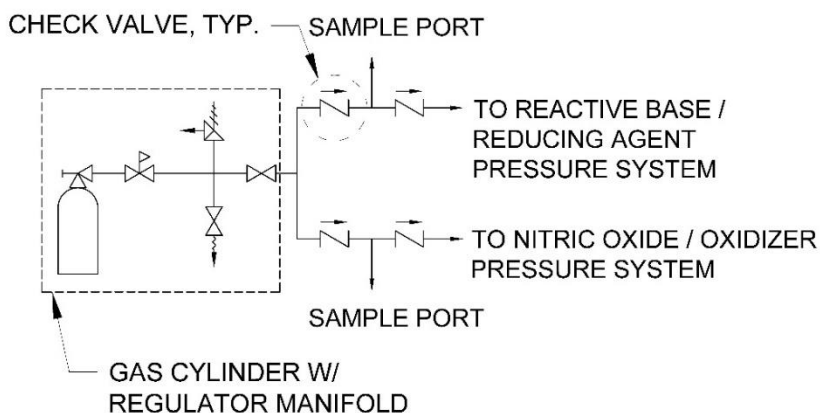 CHECK VALVE, TYP.
SAMPLE PORT
TO REACTIVE BASE /
REDUCING AGENT
PRESSURE SYSTEM
TO NITRIC OXIDE / OXIDIZER
PRESSURE SYSTEM
SAMPLE PORT
GAS CYLINDER W/
REGULATOR MANIFOLD